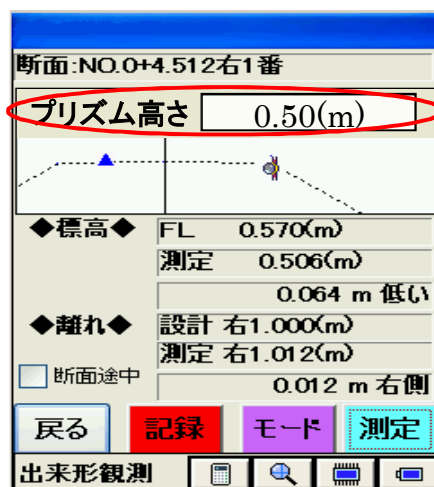 断面:NO.0+4.512右1番
プリズム高さ 0.50(m)
◆標高◆ FL 0.570(m)
測定 0.506(m)
0.064 m 低い
◆離れ◆ 設計 右1.000(m)
測定 右1.012(m)
断面途中 0.012 m 右側
戻る 記録 モード 測定
出来形観測